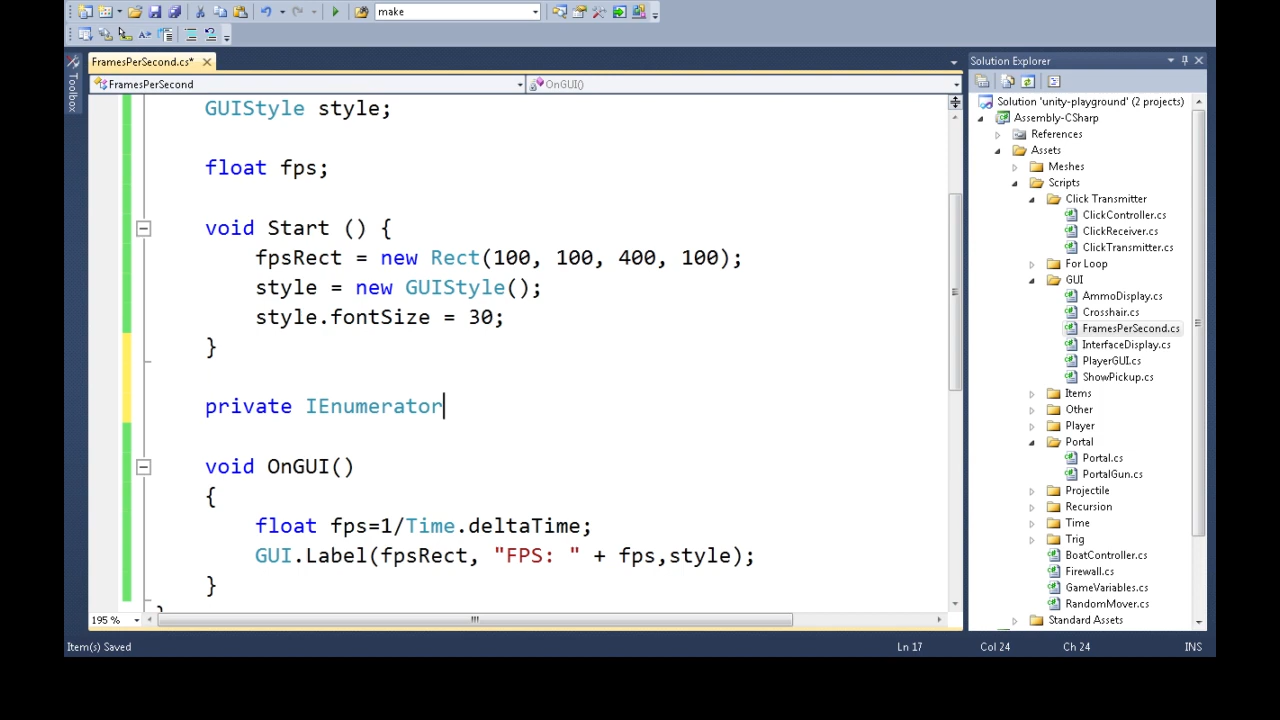 make
FramesPerSecond.cs*
FramesPerSecond
OnGUI()
Toolbox
GUIStyle style;
float fps;
void Start () {
fpsRect = new Rect(100, 100, 400, 100);
style = new GUIStyle();
style.fontSize = 30;
}
private IEnumerator
void OnGUI()
{
float fps=1/Time.deltaTime;
GUI.Label(fpsRect, "FPS: " + fps,style);
}
195 %
Solution Explorer
Solution 'unity-playground' (2 projects)
Assembly-CSharp
References
Assets
Meshes
Scripts
Click Transmitter
ClickController.cs
ClickReceiver.cs
ClickTransmitter.cs
For Loop
GUI
AmmoDisplay.cs
Crosshair.cs
FramesPerSecond.cs
InterfaceDisplay.cs
PlayerGUI.cs
ShowPickup.cs
Items
Other
Player
Portal
Portal.cs
PortalGun.cs
Projectile
Recursion
Time
Trig
BoatController.cs
Firewall.cs
GameVariables.cs
RandomMover.cs
Standard Assets
Item(s) Saved
Ln 17
Col 24
Ch 24
INS